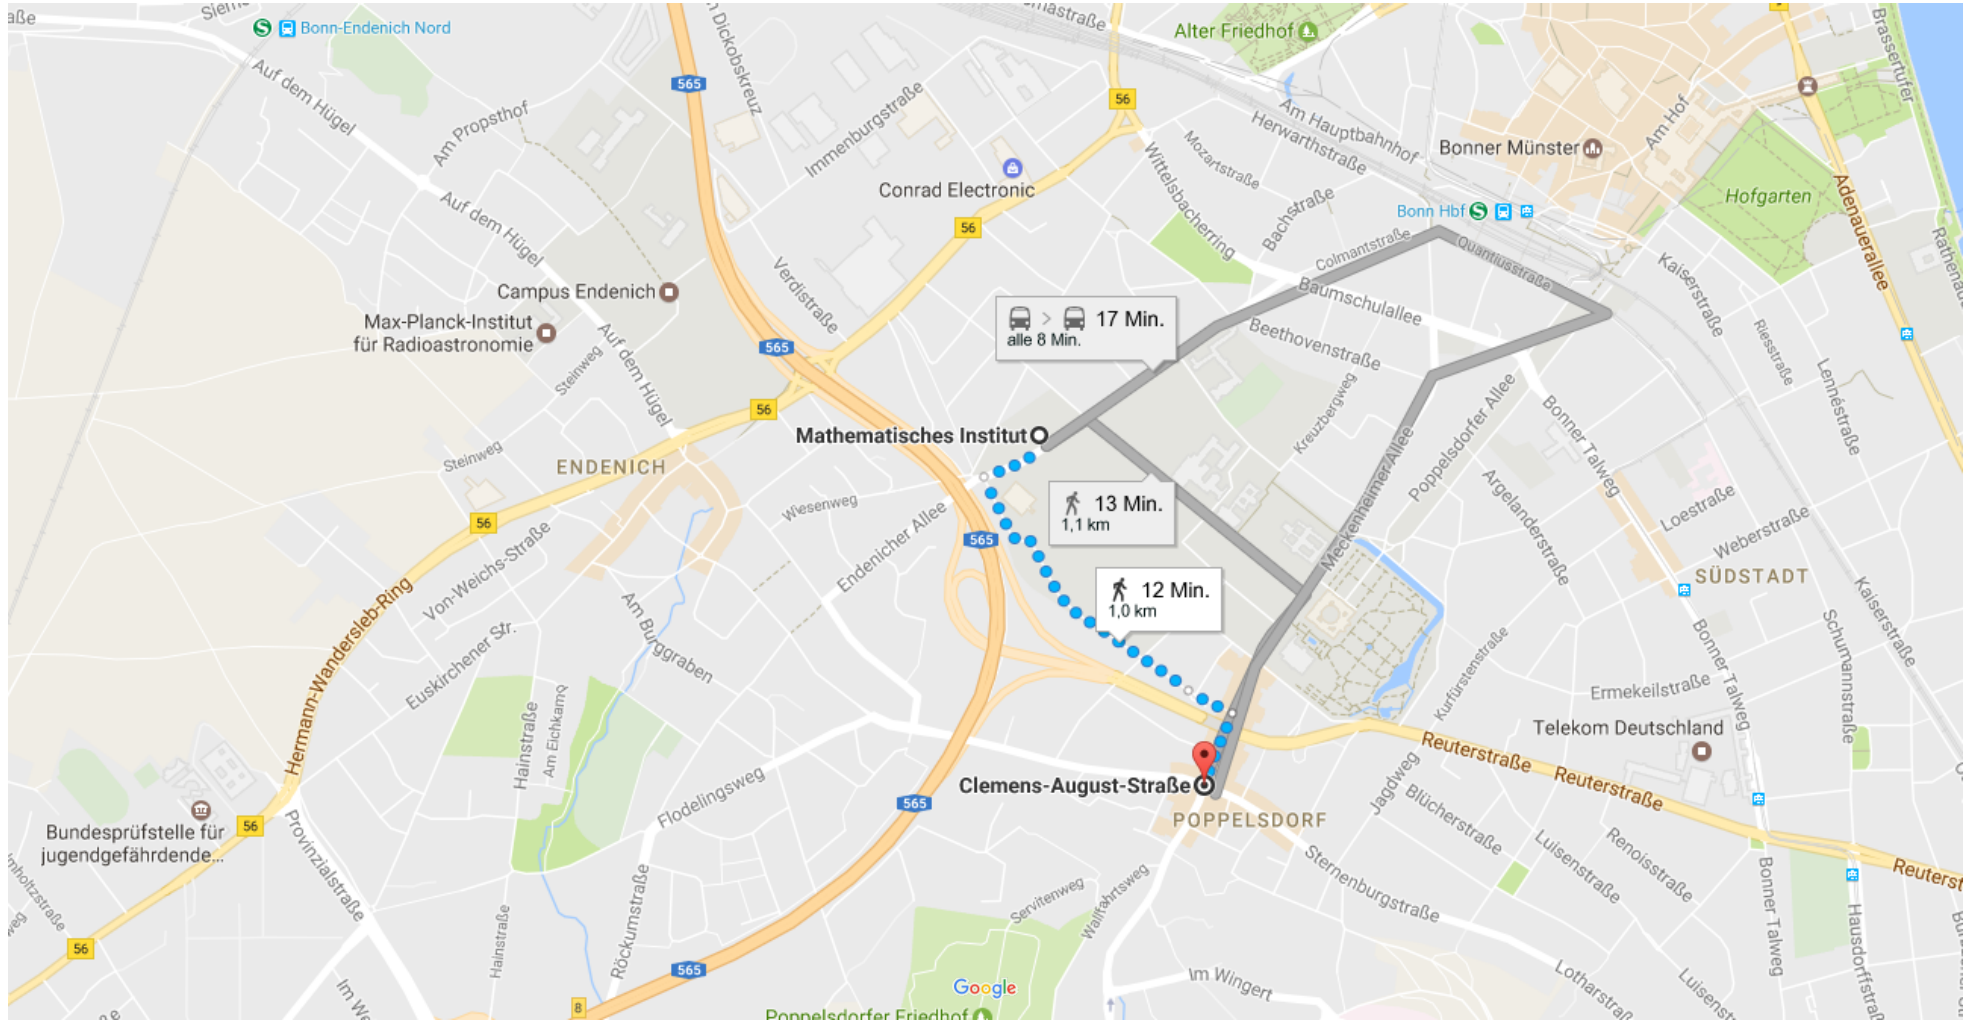 Bonn-Endenich Nord
Alter Friedhof
Dickobskreuz
565
56
Auf dem Hügel
Am Propsthof
Immenburgstraße
Conrad Electronic
Wittelsbacherring
Mozartstraße
Herwarthstraße
Am Hauptbahnhof
Bonner Münster
Am Hof
Brassertufer
Hofgarten
Adenauerallee
Bonn Hbf
Bachstraße
Colmantstraße
Quantiusstraße
Kaiserstraße
Auf dem Hügel
56
Verdistraße
Campus Endenich
Max-Planck-Institut
für Radioastronomie
Auf dem Hügel
Steinweg
565
17 Min.
alle 8 Min.
Baumschulallee
Beethovenstraße
Riesstraße
Lennéstraße
56
Mathematisches Institut
Kreuzbergweg
Meckenheimer Allee
Poppelsdorfer Allee
Bonner Talweg
Steinweg
ENDENICH
Wiesenweg
Endenicher Allee
13 Min.
1,1 km
Argelanderstraße
Loestraße
Weberstraße
56
565
Von-Weichs-Straße
SÜDSTADT
12 Min.
1,0 km
Hermann-Wandersleb-Ring
Euskirchener Str.
Am Burggraben
Kaiserstraße
Schumannstraße
Bonner Talweg
Kurfürstenstraße
Ermekeilstraße
Telekom Deutschland
Hainstraße
Am Eichkamp
Reuterstraße
Reuterstraße
Clemens-August-Straße
Flodelingsweg
565
Jagdweg
Blücherstraße
POPPELSDORF
Bundesprüfstelle für
jugendgefährdende...
56
Provinzialstraße
Luisenstraße
Renoisstraße
Sternenburgstraße
Servitenweg
Wallfahrtsweg
Röckumstraße
Hainstraße
Bonner Talweg
Hausdorffstraße
56
565
Im Wingert
Google
8
Poppelsdorfer Friedhof